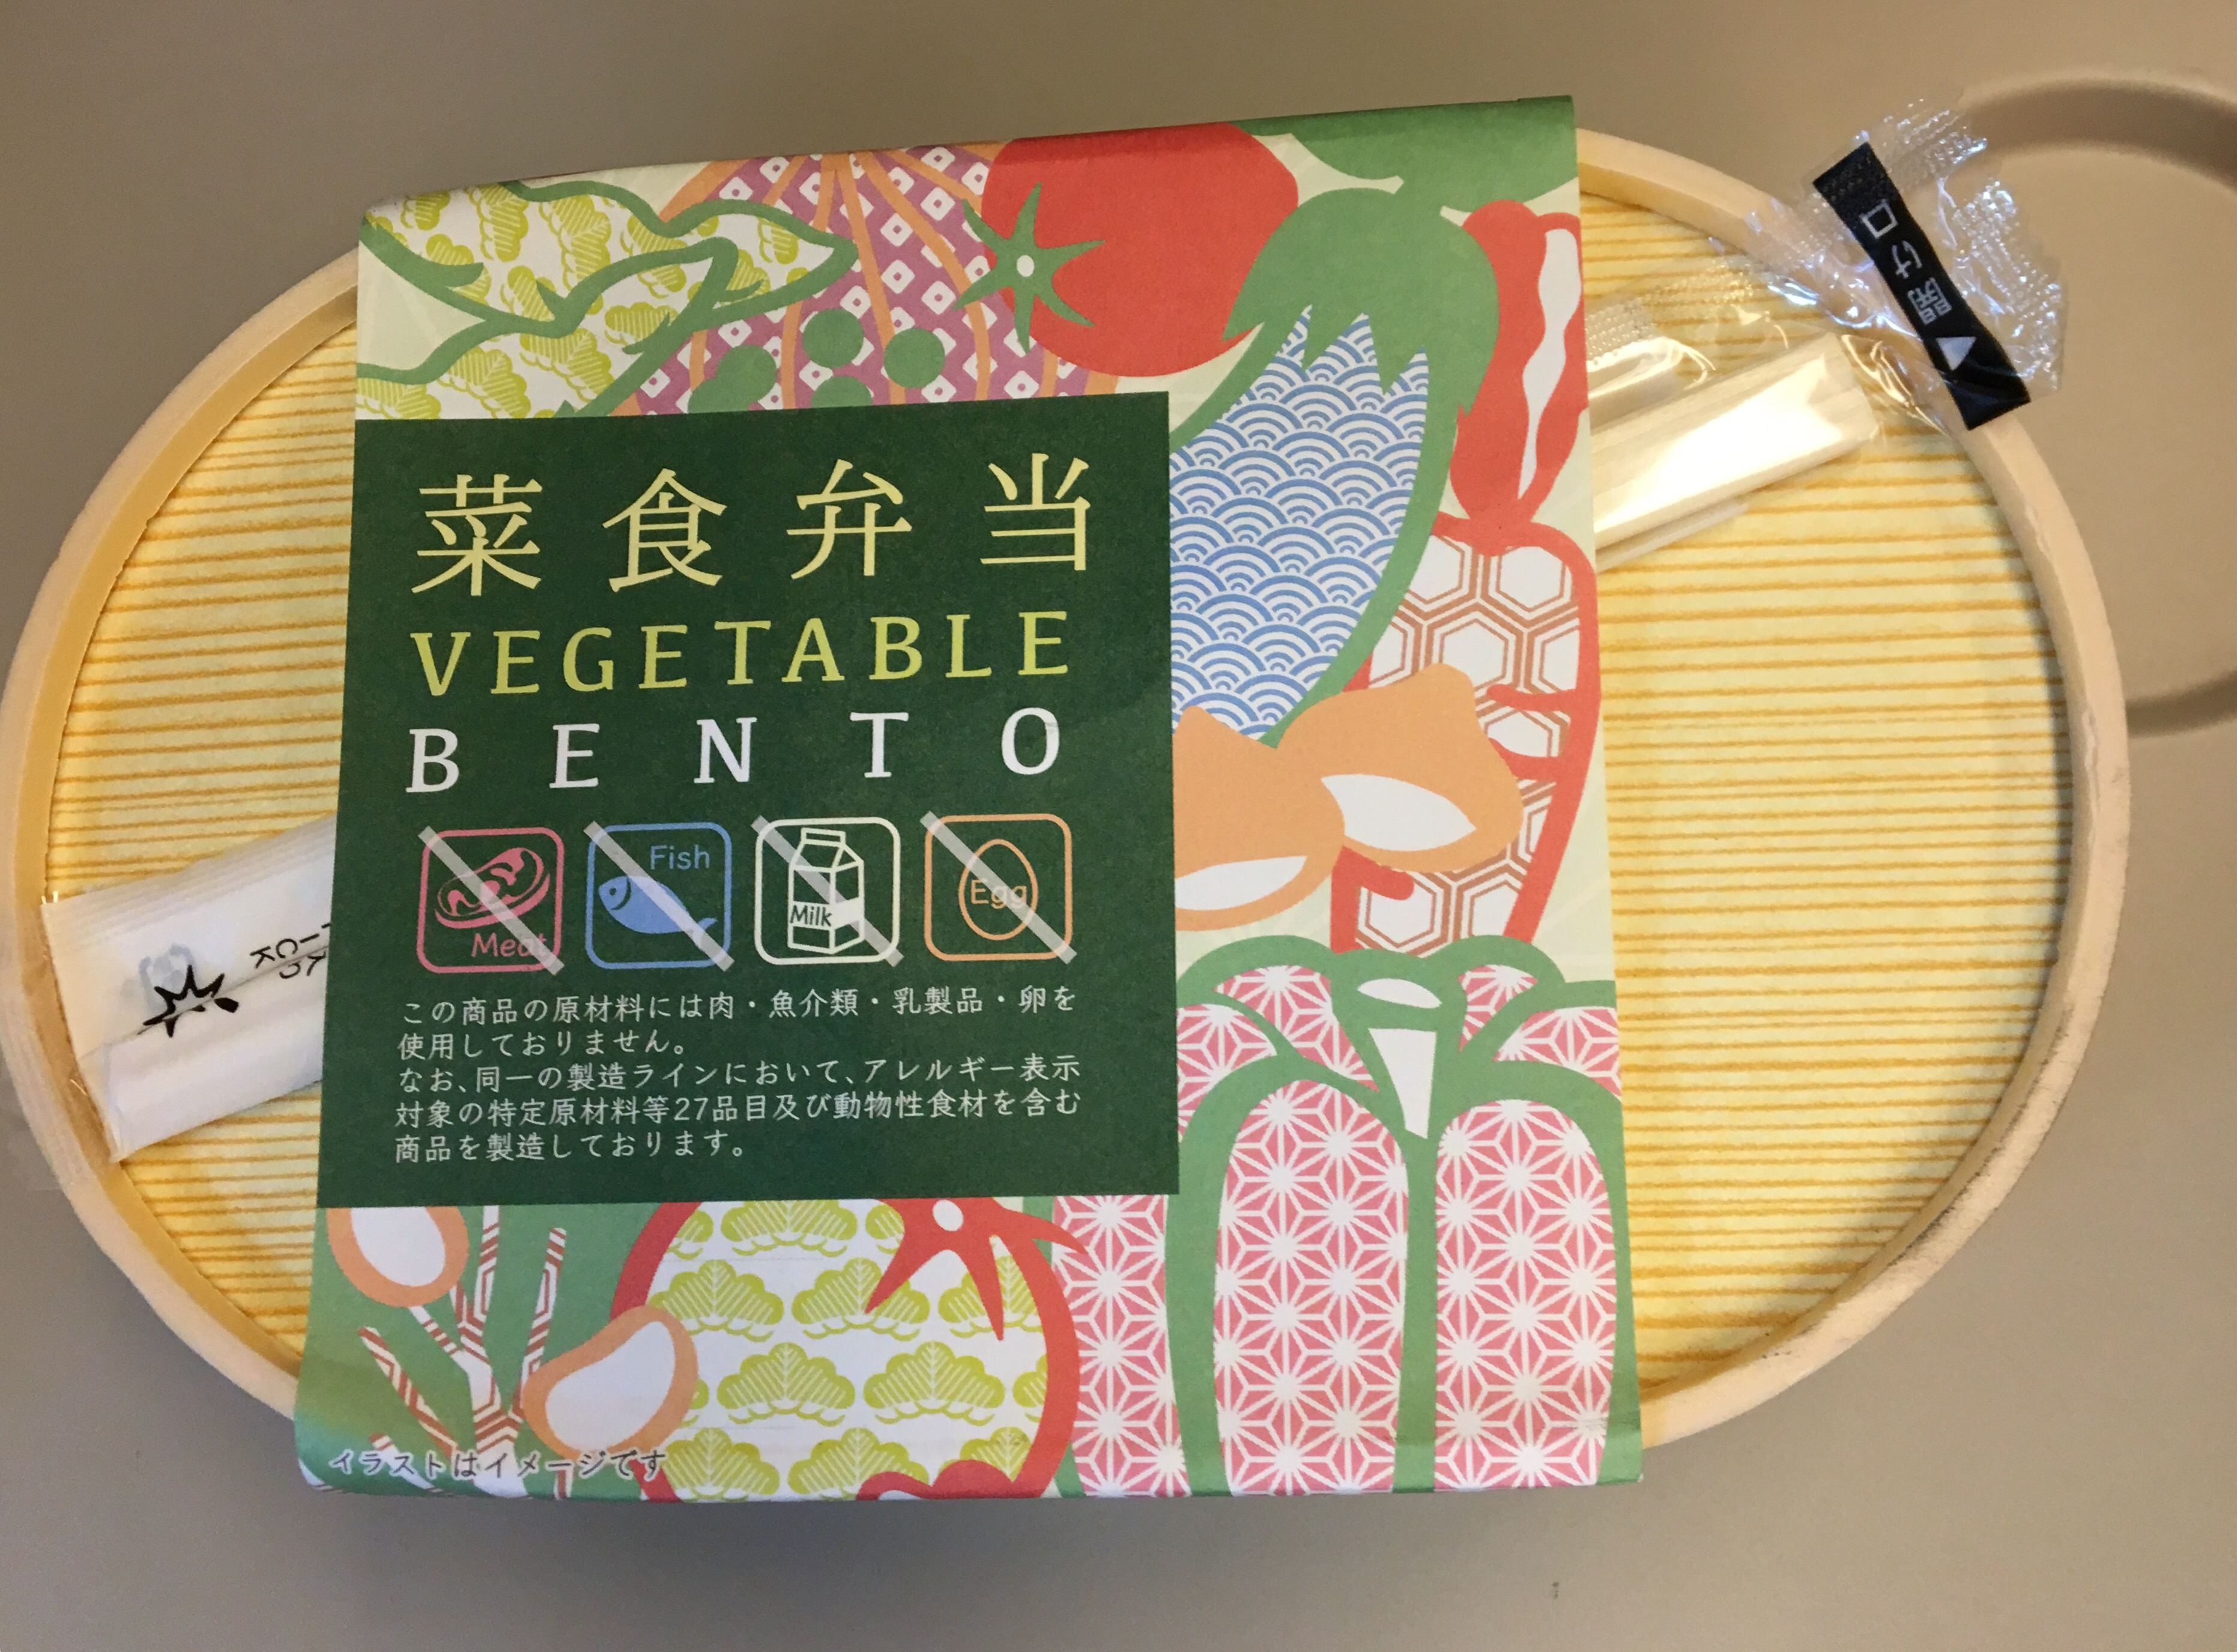 菜食弁当
VEGETABLE
BENTO
Meat
Fish
Milk
Egg
この商品の原材料には肉・魚介類・乳製品・卵を
使用しておりません。
なお、同一の製造ラインにおいて、アレルギー表示
対象の特定原材料等27品目及び動物性食材を含む
商品を製造しております。
イラストはイメージです
開け口